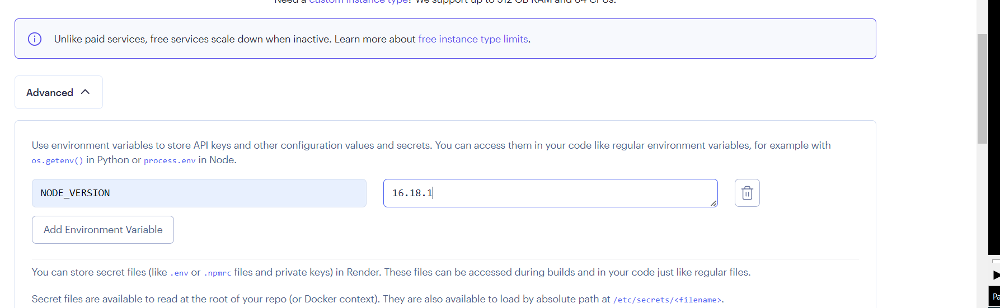 Need a custom instance type? We support up to 512 GB RAM and 64 CPUs.
Unlike paid services, free services scale down when inactive. Learn more about free instance type limits.
Advanced
Use environment variables to store API keys and other configuration values and secrets. You can access them in your code like regular environment variables, for example with
os.getenv() in Python or process.env in Node.
NODE_VERSION
16.18.1
Add Environment Variable
You can store secret files (like .env or .npmrc files and private keys) in Render. These files can be accessed during builds and in your code just like regular files.
Secret files are available to read at the root of your repo (or Docker context). They are also available to load by absolute path at /etc/secrets/<filename>.
Pa